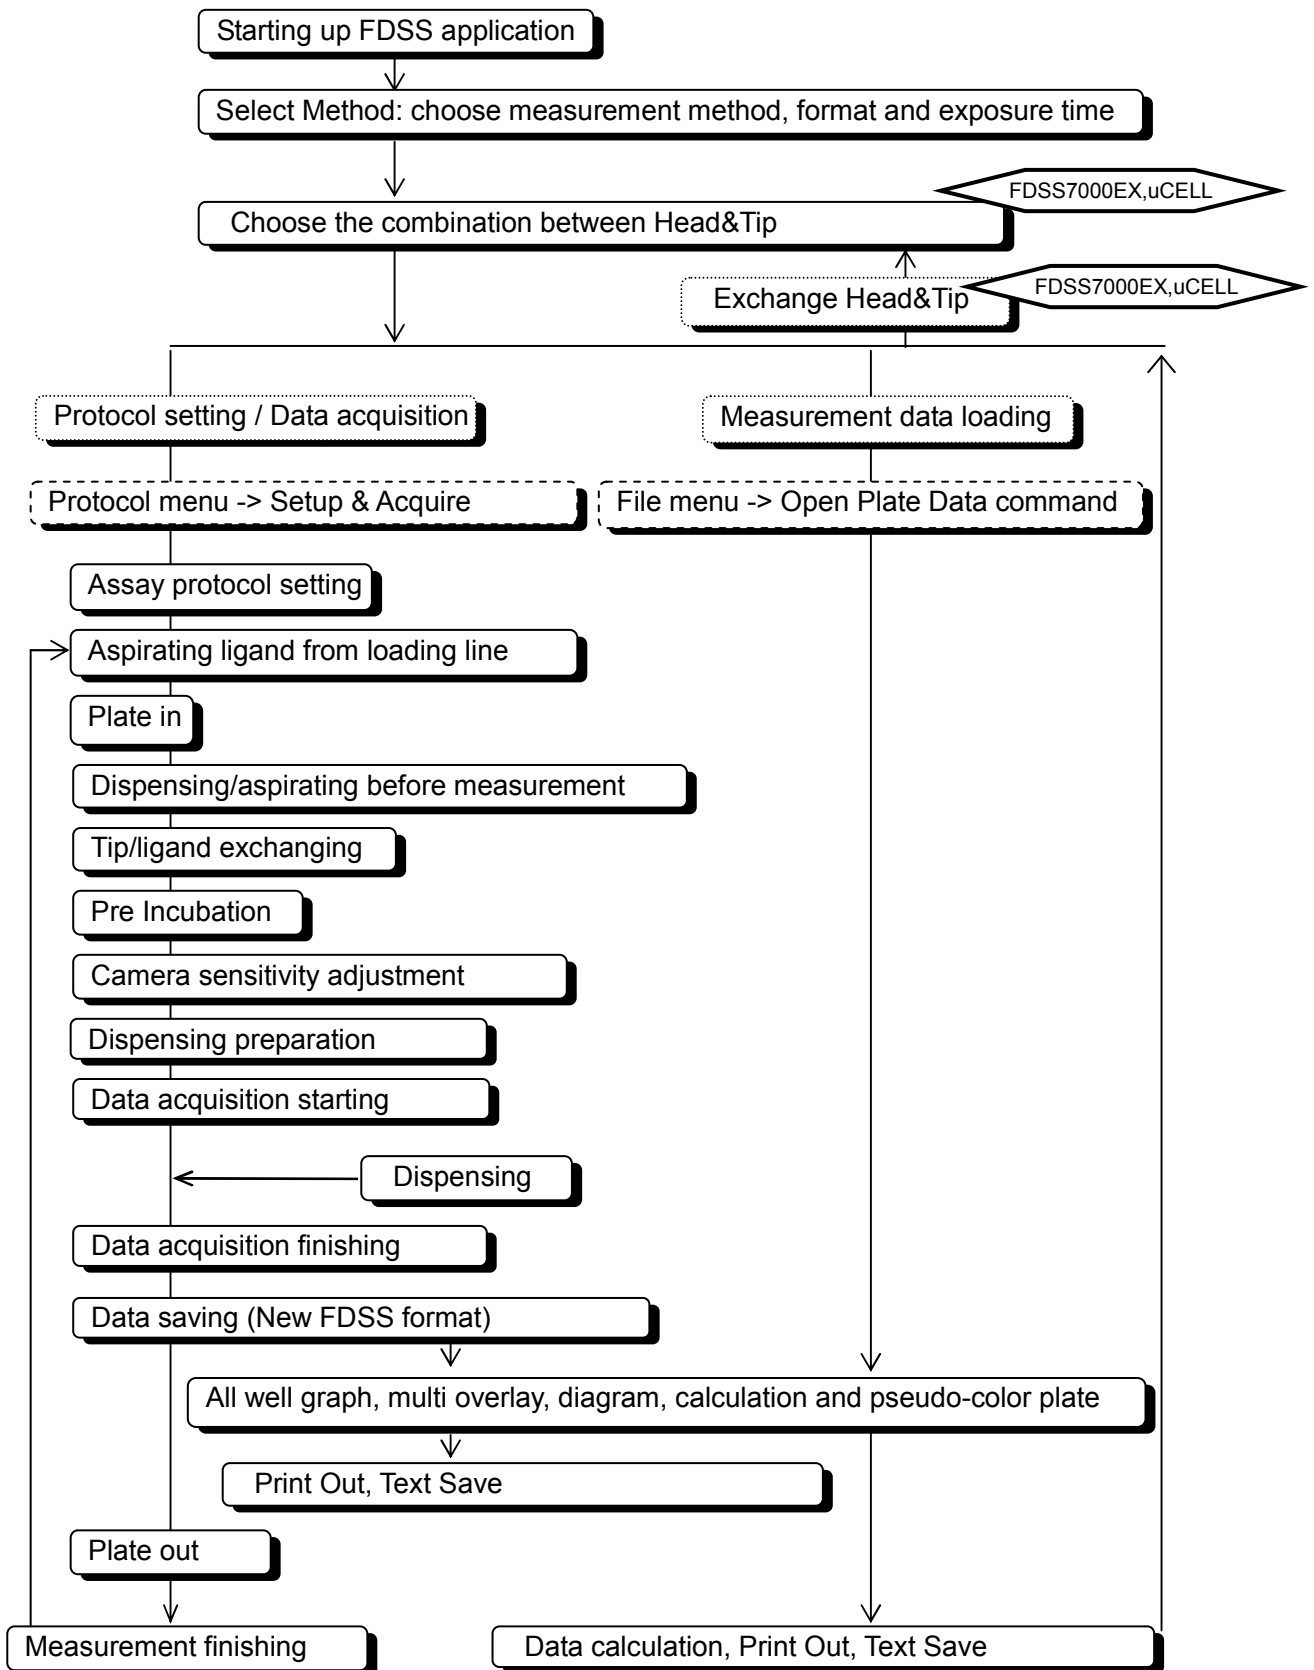 Starting up FDSS application
Select Method: choose measurement method, format and exposure time
FDSS7000EX,uCELL
Choose the combination between Head&Tip
FDSS7000EX,uCELL
Exchange Head&Tip
Protocol setting / Data acquisition
Measurement data loading
Protocol menu -> Setup & Acquire
File menu -> Open Plate Data command
Assay protocol setting
Aspirating ligand from loading line
Plate in
Dispensing/aspirating before measurement
Tip/ligand exchanging
Pre Incubation
Camera sensitivity adjustment
Dispensing preparation
Data acquisition starting
Dispensing
Data acquisition finishing
Data saving (New FDSS format)
All well graph, multi overlay, diagram, calculation and pseudo-color plate
Print Out, Text Save
Plate out
Measurement finishing
Data calculation, Print Out, Text Save